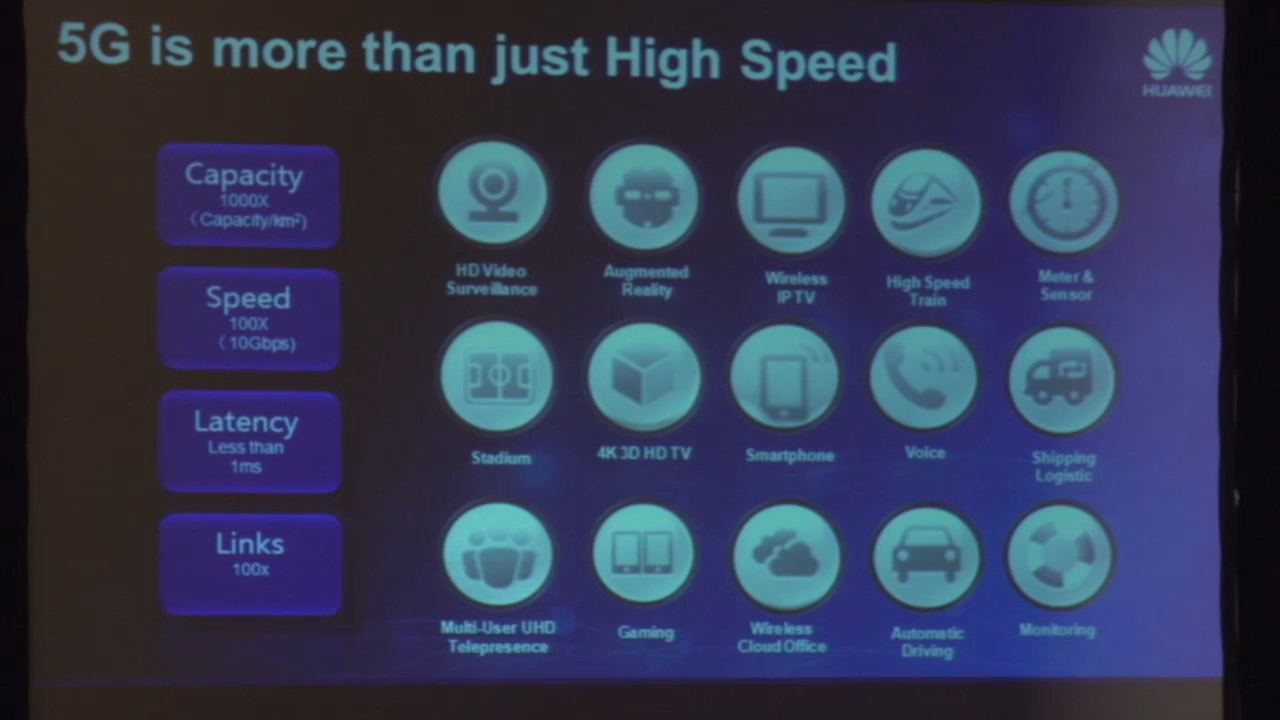 5G is more than just High Speed
HUAWEI
Capacity
1000X
(Capacity/km²)
Speed
100X
(10Gbps)
Latency
Less than
1ms
Links
100x
HD Video
Surveillance
Augmented
Reality
Wireless
IP TV
High Speed
Train
Meter &
Sensor
Stadium
4K 3D HD TV
Smartphone
Voice
Shipping
Logistic
Multi-User UHD
Telepresence
Gaming
Wireless
Cloud Office
Automatic
Driving
Monitoring